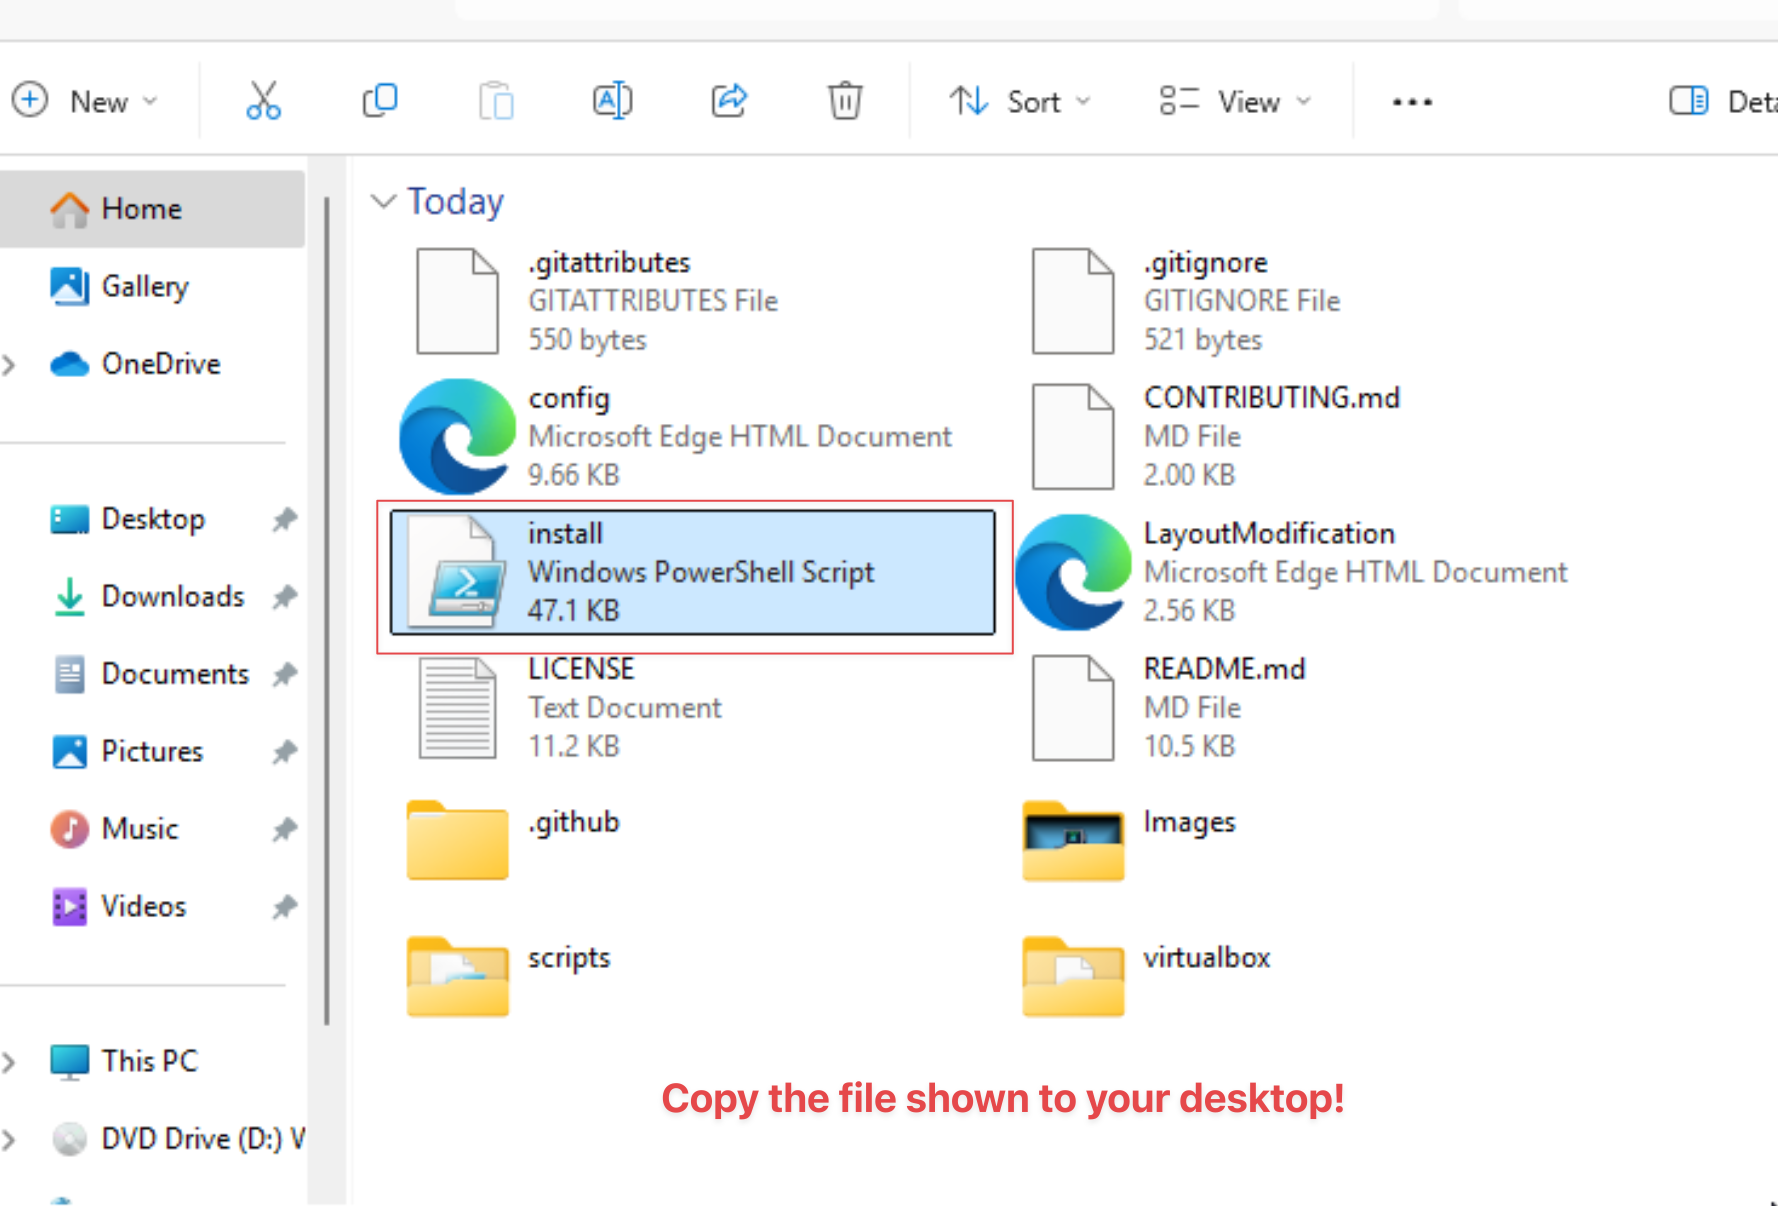 New
Sort
View
Home
Gallery
OneDrive
Desktop
Downloads
Documents
Pictures
Music
Videos
This PC
DVD Drive (D:)
Today
.gitattributes
GITATTRIBUTES File
550 bytes
.gitignore
GITIGNORE File
521 bytes
config
Microsoft Edge HTML Document
9.66 KB
CONTRIBUTING.md
MD File
2.00 KB
install
Windows PowerShell Script
47.1 KB
LayoutModification
Microsoft Edge HTML Document
2.56 KB
LICENSE
Text Document
11.2 KB
README.md
MD File
10.5 KB
.github
Images
scripts
virtualbox
Copy the file shown to your desktop!